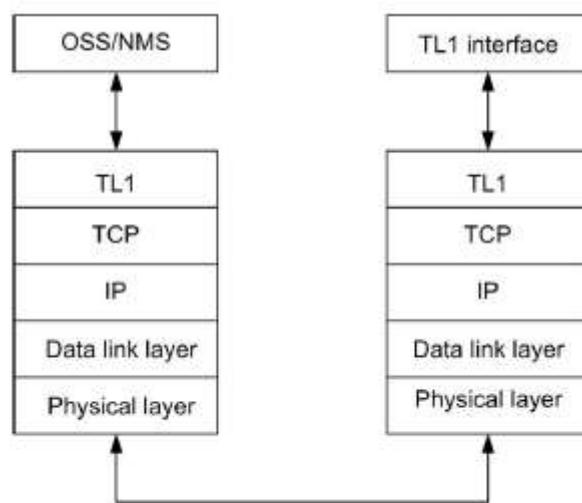 OSS/NMS
TL1
TCP
IP
Data link layer
Physical layer
TL1 interface
TL1
TCP
IP
Data link layer
Physical layer